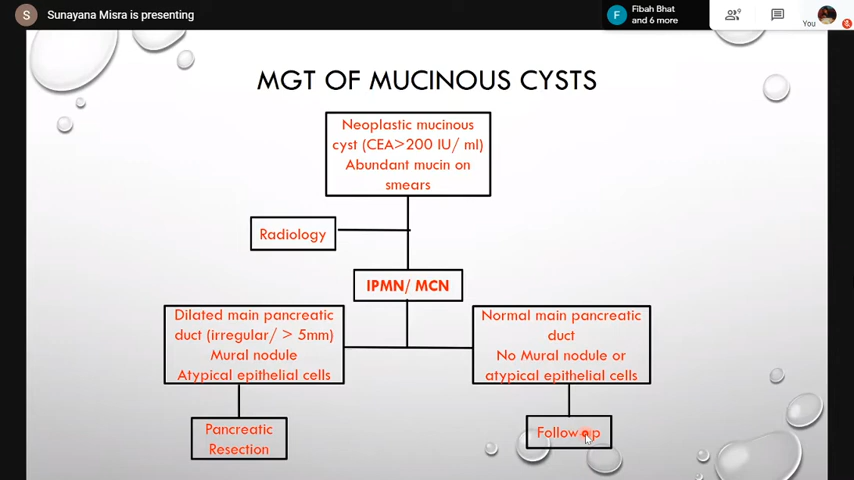 S Sunayana Misra is presenting
F Fibah Bhat
and 6 more
9
You
MGT OF MUCINOUS CYSTS
Neoplastic mucinous
cyst (CEA>200 IU/ ml)
Abundant mucin on
smears
Radiology
IPMN/ MCN
Dilated main pancreatic
duct (irregular/ > 5mm)
Mural nodule
Atypical epithelial cells
Normal main pancreatic
duct
No Mural nodule or
atypical epithelial cells
Pancreatic
Resection
Follow up